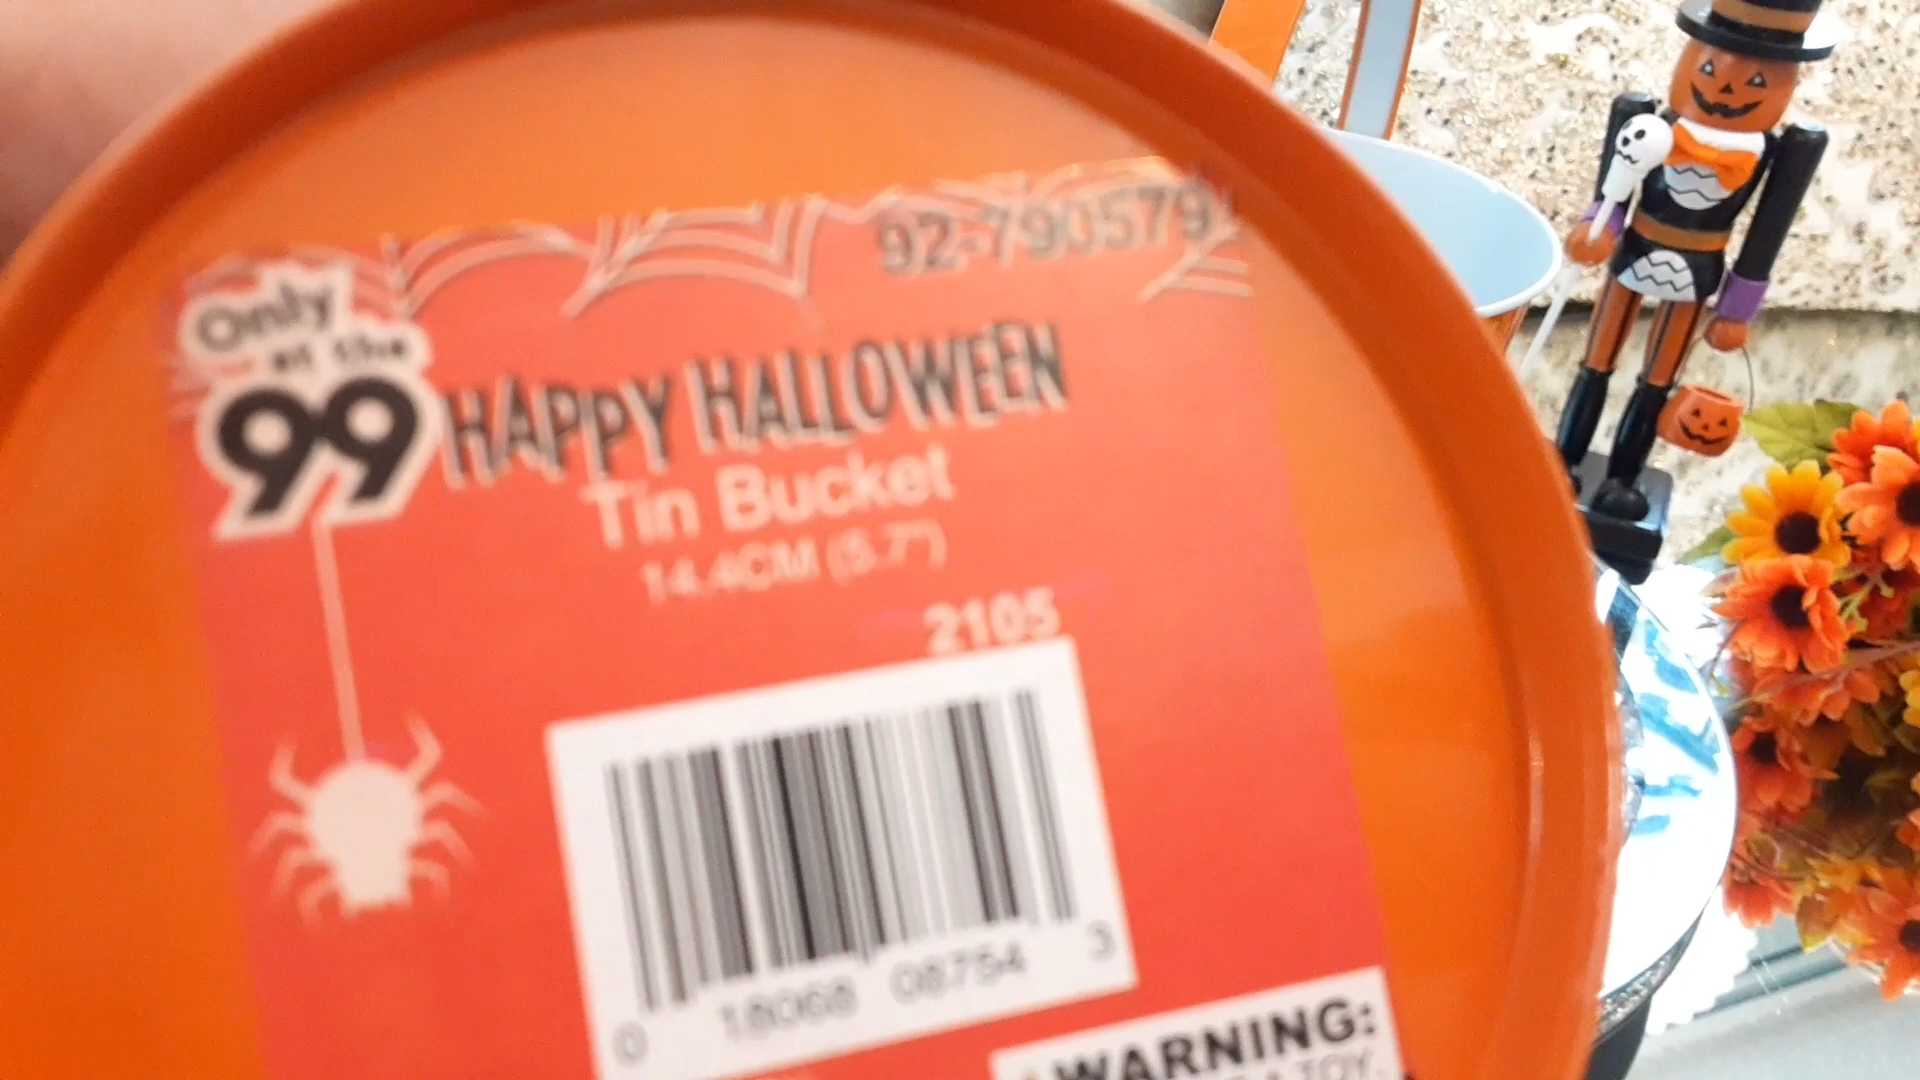 92-790579
Only
at the
99
HAPPY HALLOWEEN
Tin Bucket
14.4CM (5.7")
2105
0 18068 08754 3
WARNING:
A TOY.